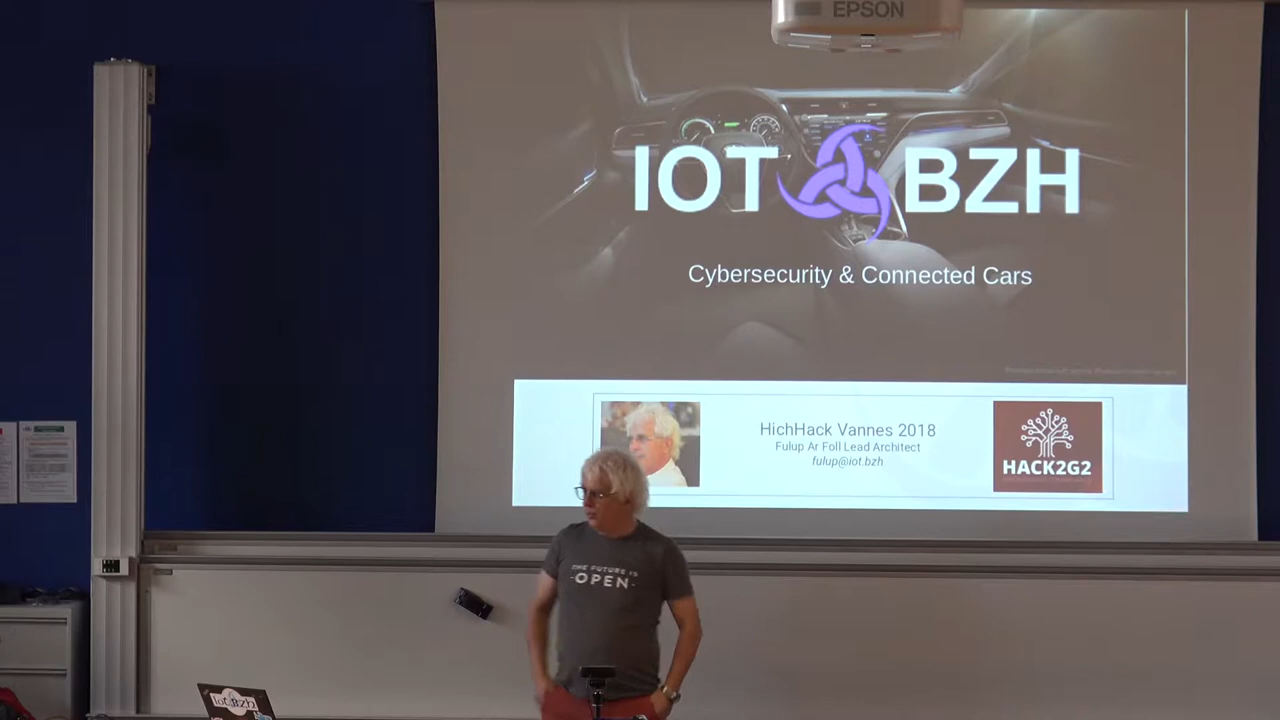 EPSON
IOT BZH
Cybersecurity & Connected Cars
HichHack Vannes 2018
Fulup Ar Foll Lead Architect
fulup@iot.bzh
HACK2G2
THE FUTURE IS
-OPEN-
IoT BZH